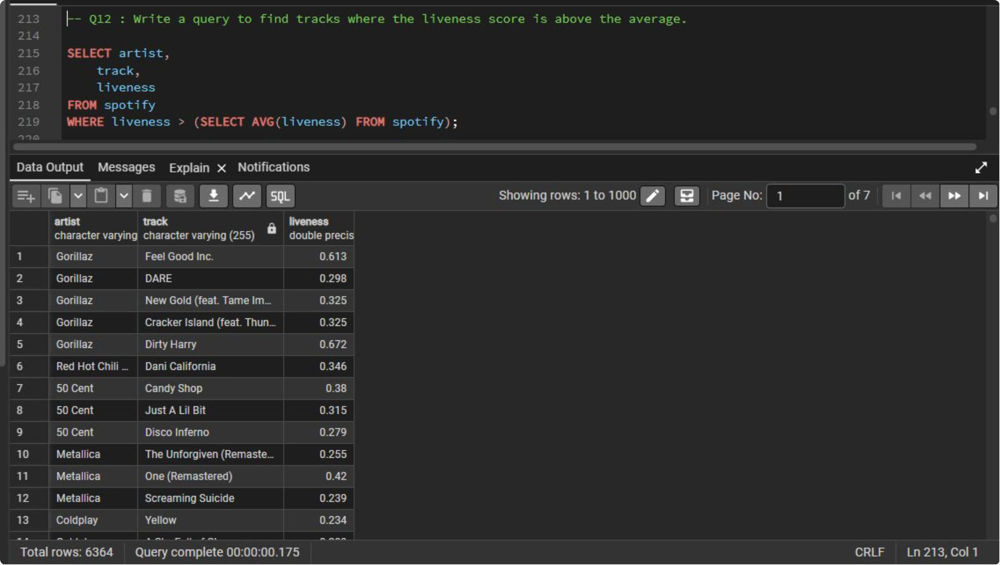 213 -- Q12 : Write a query to find tracks where the liveness score is above the average.
214
215 SELECT artist,
216 track,
217 liveness
218 FROM spotify
219 WHERE liveness > (SELECT AVG(liveness) FROM spotify);
220
Data Output Messages Explain Notifications
SQL Showing rows: 1 to 1000 Page No: 1 of 7
artist track liveness
character varying character varying (255) double precis
1 Gorillaz Feel Good Inc. 0.613
2 Gorillaz DARE 0.298
3 Gorillaz New Gold (feat. Tame Im... 0.325
4 Gorillaz Cracker Island (feat. Thun... 0.325
5 Gorillaz Dirty Harry 0.672
6 Red Hot Chili ... Dani California 0.346
7 50 Cent Candy Shop 0.38
8 50 Cent Just A Lil Bit 0.315
9 50 Cent Disco Inferno 0.279
10 Metallica The Unforgiven (Remaste... 0.255
11 Metallica One (Remastered) 0.42
12 Metallica Screaming Suicide 0.239
13 Coldplay Yellow 0.234
Total rows: 6364 Query complete 00:00:00.175 CRLF Ln 213, Col 1